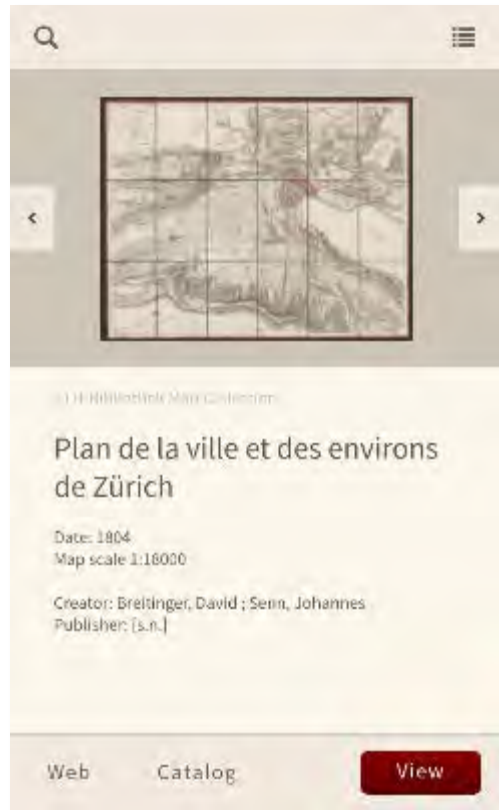 Plan de la ville et des environs
de Zürich
Date: 1804
Map scale 1:18000
Creator: Breitinger, David ; Senn, Johannes
Publisher: [s.n.]
Web Catalog View